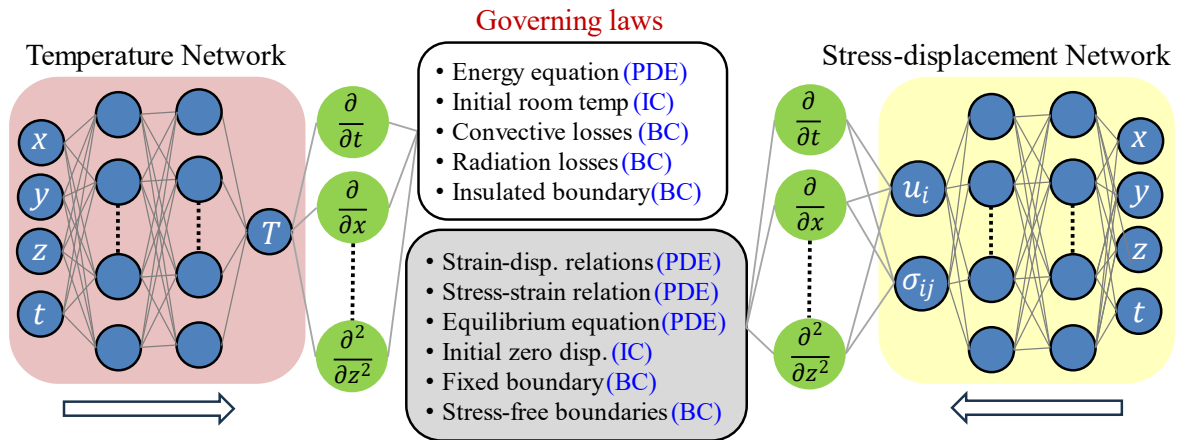 Governing laws
Temperature Network
x
y
z
t
T
∂/∂t
∂/∂x
∂²/∂z²
• Energy equation (PDE)
• Initial room temp (IC)
• Convective losses (BC)
• Radiation losses (BC)
• Insulated boundary(BC)
• Strain-disp. relations (PDE)
• Stress-strain relation (PDE)
• Equilibrium equation (PDE)
• Initial zero disp. (IC)
• Fixed boundary (BC)
• Stress-free boundaries (BC)
Stress-displacement Network
∂/∂t
∂/∂x
∂²/∂z²
u_i
σ_ij
x
y
z
t